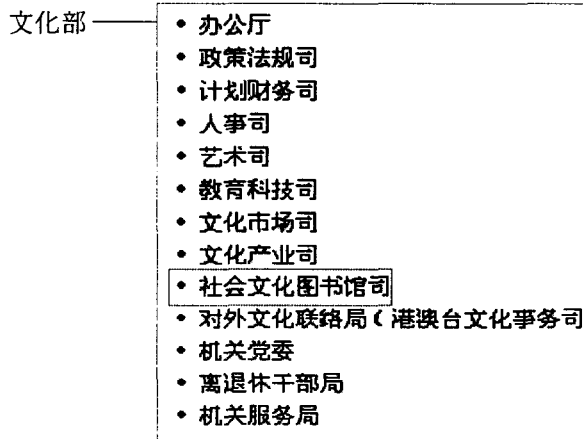 文化部
• 办公厅
• 政策法规司
• 计划财务司
• 人事司
• 艺术司
• 教育科技司
• 文化市场司
• 文化产业司
• 社会文化图书馆司
• 对外文化联络局（港澳台文化事务司
• 机关党委
• 离退休干部局
• 机关服务局